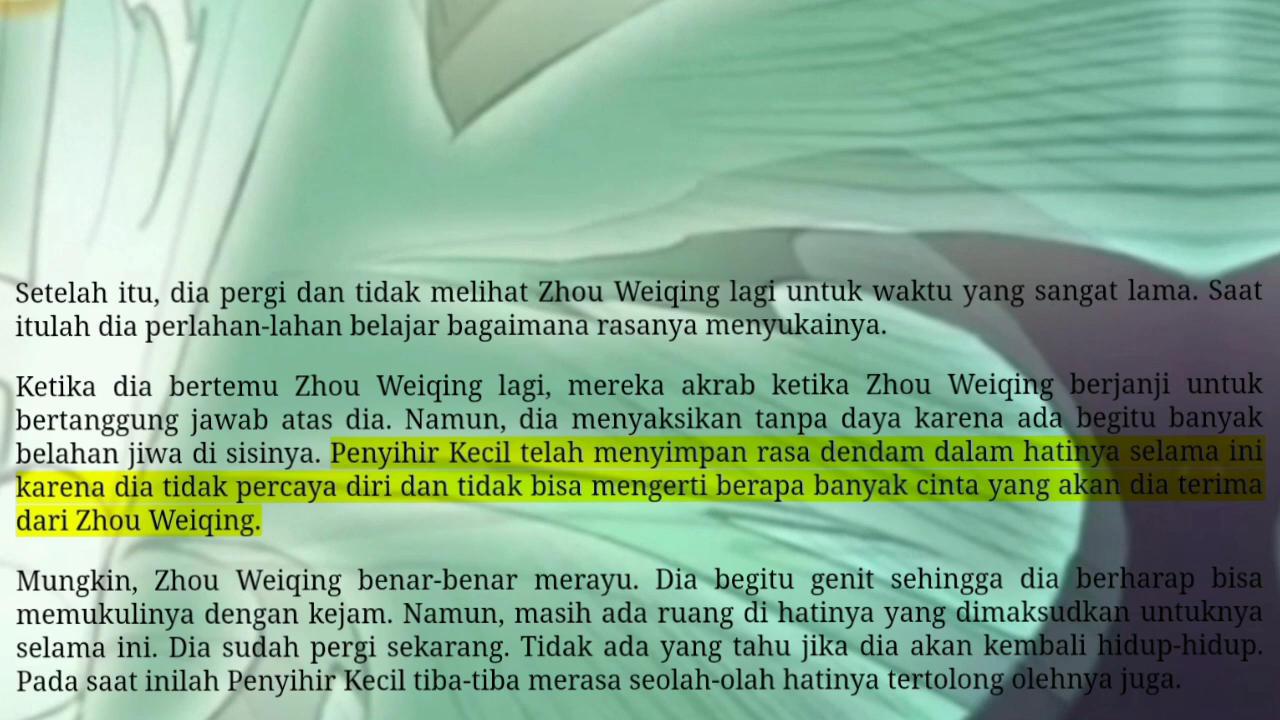 Setelah itu, dia pergi dan tidak melihat Zhou Weiqing lagi untuk waktu yang sangat lama. Saat
itulah dia perlahan-lahan belajar bagaimana rasanya menyukainya.
Ketika dia bertemu Zhou Weiqing lagi, mereka akrab ketika Zhou Weiqing berjanji untuk
bertanggung jawab atas dia. Namun, dia menyaksikan tanpa daya karena ada begitu banyak
belahan jiwa di sisinya. Penyihir Kecil telah menyimpan rasa dendam dalam hatinya selama ini
karena dia tidak percaya diri dan tidak bisa mengerti berapa banyak cinta yang akan dia terima
dari Zhou Weiqing.
Mungkin, Zhou Weiqing benar-benar merayu. Dia begitu genit sehingga dia berharap bisa
memukulinya dengan kejam. Namun, masih ada ruang di hatinya yang dimaksudkan untuknya
selama ini. Dia sudah pergi sekarang. Tidak ada yang tahu jika dia akan kembali hidup-hidup.
Pada saat inilah Penyihir Kecil tiba-tiba merasa seolah-olah hatinya tertolong olehnya juga.